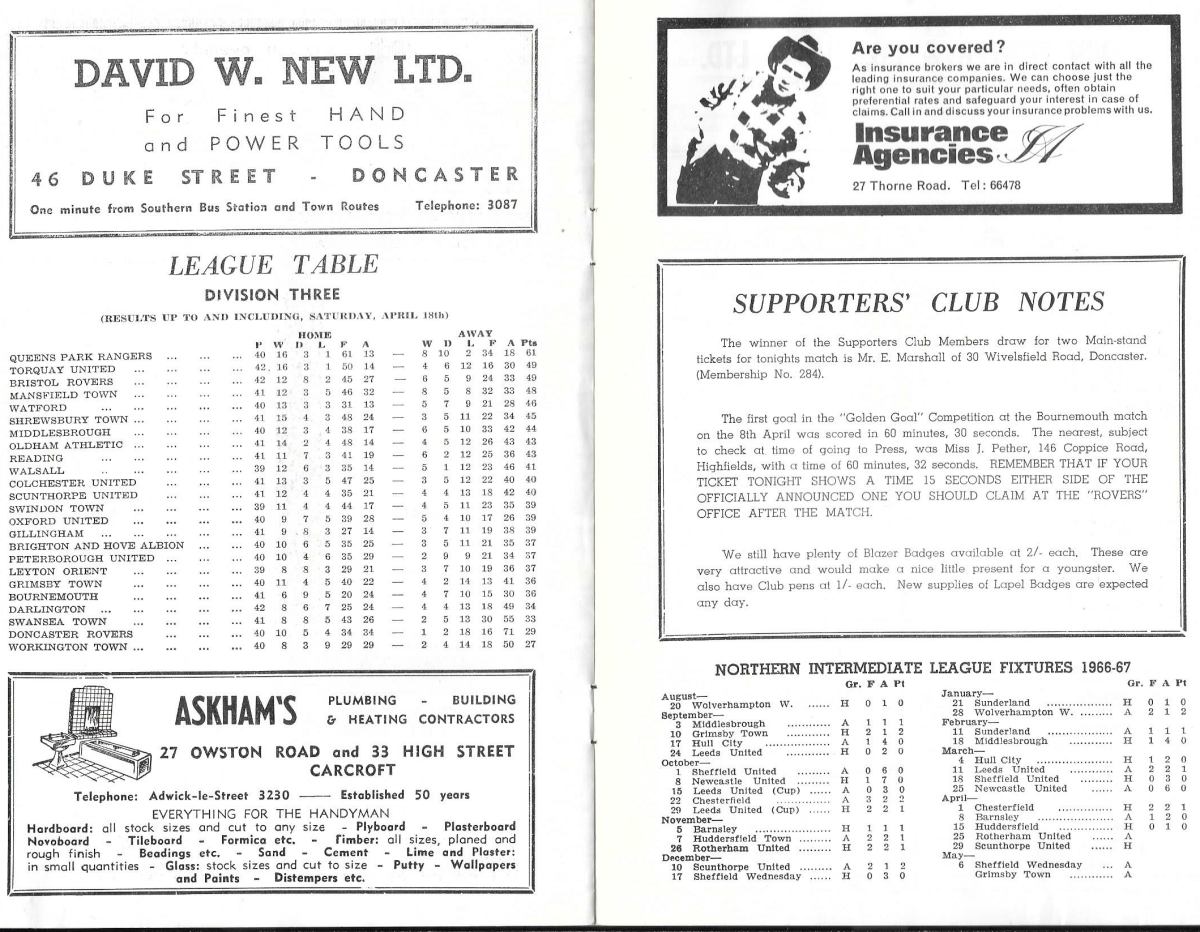 DAVID W. NEW LTD.
For Finest HAND
and POWER TOOLS
46 DUKE STREET - DONCASTER
One minute from Southern Bus Station and Town Routes Telephone: 3087
LEAGUE TABLE
DIVISION THREE
(RESULTS UP TO AND INCLUDING, SATURDAY, APRIL 18th)
HOME AWAY
P W D L F A W D L F A Pts
QUEENS PARK RANGERS ... ... ... 40 16 3 1 61 13 — 8 10 2 34 18 61
TORQUAY UNITED ... ... ... 42 16 3 1 50 14 — 4 6 12 16 30 49
BRISTOL ROVERS ... ... ... 42 12 8 2 45 27 — 6 5 9 24 33 49
MANSFIELD TOWN ... ... ... 41 12 3 5 46 32 — 8 5 8 32 33 48
WATFORD ... ... ... ... 40 13 3 3 31 13 — 5 7 9 21 28 46
SHREWSBURY TOWN ... ... ... 41 15 4 3 48 24 — 3 5 11 22 34 45
MIDDLESBROUGH ... ... ... 40 12 3 4 38 17 — 6 5 10 33 42 44
OLDHAM ATHLETIC ... ... ... 41 14 2 4 48 14 — 4 5 12 26 43 43
READING ... ... ... ... 41 11 7 3 41 19 — 6 2 12 25 36 43
WALSALL .. ... ... ... 39 12 6 3 35 14 — 5 1 12 23 46 41
COLCHESTER UNITED ... ... ... 41 13 3 5 47 25 — 3 5 12 22 40 40
SCUNTHORPE UNITED ... ... ... 41 12 4 4 35 21 — 4 4 13 18 42 40
SWINDON TOWN ... ... ... 39 11 4 4 44 17 — 4 5 11 23 35 39
OXFORD UNITED ... ... ... 40 9 7 5 39 28 — 5 4 10 17 26 39
GILLINGHAM ... ... ... ... 41 9 8 3 27 14 — 3 7 11 19 38 39
BRIGHTON AND HOVE ALBION ... ... 40 10 6 5 35 25 — 3 5 11 21 35 37
PETERBOROUGH UNITED ... ... ... 40 10 4 6 35 29 — 2 9 9 21 34 37
LEYTON ORIENT ... ... ... 39 8 8 3 29 21 — 3 7 10 19 36 37
GRIMSBY TOWN ... ... ... 40 11 4 5 40 22 — 4 2 14 13 41 36
BOURNEMOUTH ... ... ... 41 6 9 5 20 24 — 4 7 10 15 30 36
DARLINGTON ... ... ... ... 42 8 6 7 25 24 — 4 4 13 18 49 34
SWANSEA TOWN ... ... ... 41 8 8 5 43 26 — 2 5 13 30 55 33
DONCASTER ROVERS ... ... ... 40 10 5 4 34 34 — 1 2 18 16 71 29
WORKINGTON TOWN ... ... ... 40 8 3 9 29 29 — 2 4 14 18 50 27
ASKHAM'S PLUMBING - BUILDING
& HEATING CONTRACTORS
27 OWSTON ROAD and 33 HIGH STREET
CARCROFT
Telephone: Adwick-le-Street 3230 —— Established 50 years
EVERYTHING FOR THE HANDYMAN
Hardboard: all stock sizes and cut to any size - Plyboard - Plasterboard
Novoboard - Tileboard - Formica etc. - Timber: all sizes, planed and
rough finish - Beadings etc. - Sand - Cement - Lime and Plaster:
in small quantities - Glass: stock sizes and cut to size - Putty - Wallpapers
and Paints - Distempers etc.
Are you covered?
As insurance brokers we are in direct contact with all the
leading insurance companies. We can choose just the
right one to suit your particular needs, often obtain
preferential rates and safeguard your interest in case of
claims. Call in and discuss your insurance problems with us.
Insurance
Agencies IA
27 Thorne Road. Tel: 66478
SUPPORTERS' CLUB NOTES
The winner of the Supporters Club Members draw for two Main-stand
tickets for tonights match is Mr. E. Marshall of 30 Wivelsfield Road, Doncaster.
(Membership No. 284).
The first goal in the "Golden Goal" Competition at the Bournemouth match
on the 8th April was scored in 60 minutes, 30 seconds. The nearest, subject
to check at time of going to Press, was Miss J. Pether, 146 Coppice Road,
Highfields, with a time of 60 minutes, 32 seconds. REMEMBER THAT IF YOUR
TICKET TONIGHT SHOWS A TIME 15 SECONDS EITHER SIDE OF THE
OFFICIALLY ANNOUNCED ONE YOU SHOULD CLAIM AT THE "ROVERS"
OFFICE AFTER THE MATCH.
We still have plenty of Blazer Badges available at 2/- each. These are
very attractive and would make a nice little present for a youngster. We
also have Club pens at 1/- each. New supplies of Lapel Badges are expected
any day.
NORTHERN INTERMEDIATE LEAGUE FIXTURES 1966-67
Gr. F A Pt
August—
20 Wolverhampton W. ...... H 0 1 0
September—
3 Middlesbrough ............ A 1 1 1
10 Grimsby Town ............ H 2 1 2
17 Hull City .................. A 1 4 0
24 Leeds United ............ H 0 2 0
October—
1 Sheffield United ......... A 0 6 0
8 Newcastle United ......... H 1 7 0
15 Leeds United (Cup) ...... A 0 3 0
22 Chesterfield ............... A 3 2 2
29 Leeds United (Cup) ...... H 2 2 1
November—
5 Barnsley .................. H 1 1 1
7 Huddersfield Town ...... A 2 2 1
26 Rotherham United ...... H 2 2 1
December—
10 Scunthorpe United ......... A 2 1 2
17 Sheffield Wednesday ...... H 0 3 0
Gr. F A Pt
January—
21 Sunderland .................. H 0 1 0
28 Wolverhampton W. ......... A 2 1 2
February—
11 Sunderland .................. A 1 1 1
18 Middlesbrough ............ H 1 4 0
March—
4 Hull City ..................... H 1 2 0
11 Leeds United ............... A 2 2 1
18 Sheffield United ............ H 0 3 0
25 Newcastle United ............ A 0 6 0
April—
1 Chesterfield .................. H 2 2 1
8 Barnsley ..................... A 1 2 0
15 Huddersfield ............... H 0 1 0
25 Rotherham United ...... A
29 Scunthorpe United ...... H
May—
6 Sheffield Wednesday ... A
Grimsby Town ............ A